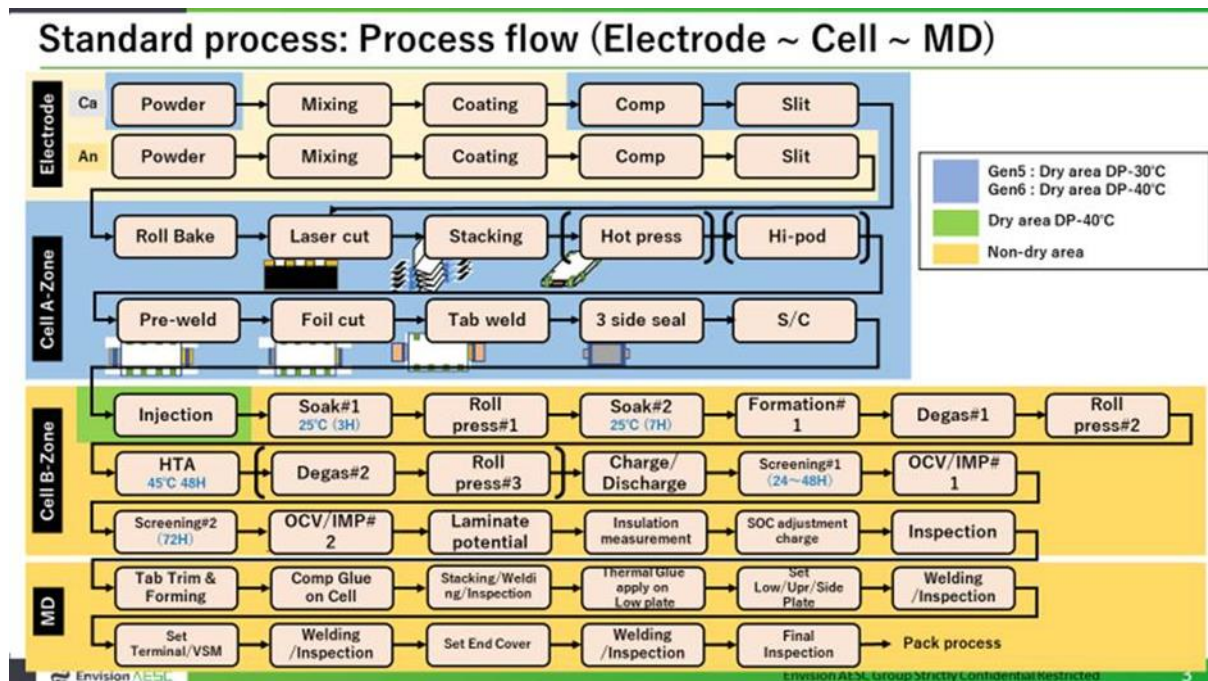 Standard process: Process flow (Electrode ~ Cell ~ MD)
Electrode
Ca
Powder
Mixing
Coating
Comp
Slit
An
Powder
Mixing
Coating
Comp
Slit
Gen5 : Dry area DP-30℃
Gen6 : Dry area DP-40℃
Dry area DP-40℃
Non-dry area
Cell A-Zone
Roll Bake
Laser cut
Stacking
Hot press
Hi-pod
Pre-weld
Foil cut
Tab weld
3 side seal
S/C
Cell B-Zone
Injection
Soak#1
25℃ (3H)
Roll
press#1
Soak#2
25℃ (7H)
Formation#
1
Degas#1
Roll
press#2
HTA
45℃ 48H
Degas#2
Roll
press#3
Charge/
Discharge
Screening#1
(24～48H)
OCV/IMP#
1
Screening#2
(72H)
OCV/IMP#
2
Laminate
potential
Insulation
measurement
SOC adjustment
charge
Inspection
MD
Tab Trim &
Forming
Comp Glue
on Cell
Stacking/Weldi
ng/Inspection
Thermal Glue
apply on
Low plate
Set
Low/Upr/Side
Plate
Welding
/Inspection
Set
Terminal/VSM
Welding
/Inspection
Set End Cover
Welding
/Inspection
Final
Inspection
Pack process
Envision AESC
Envision AESC Group Strictly Confidential Restricted
3